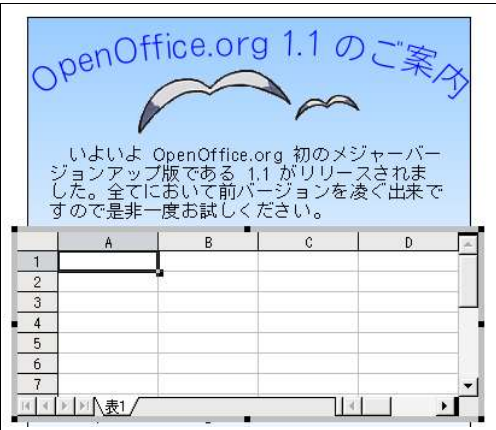 OpenOffice.org 1.1 のご案内
いよいよ OpenOffice.org 初のメジャーバー
ジョンアップ版である 1.1 がリリースされま
した。全てにおいて前バージョンを凌ぐ出来で
すので是非一度お試しください。
A B C D
1
2
3
4
5
6
7
表1